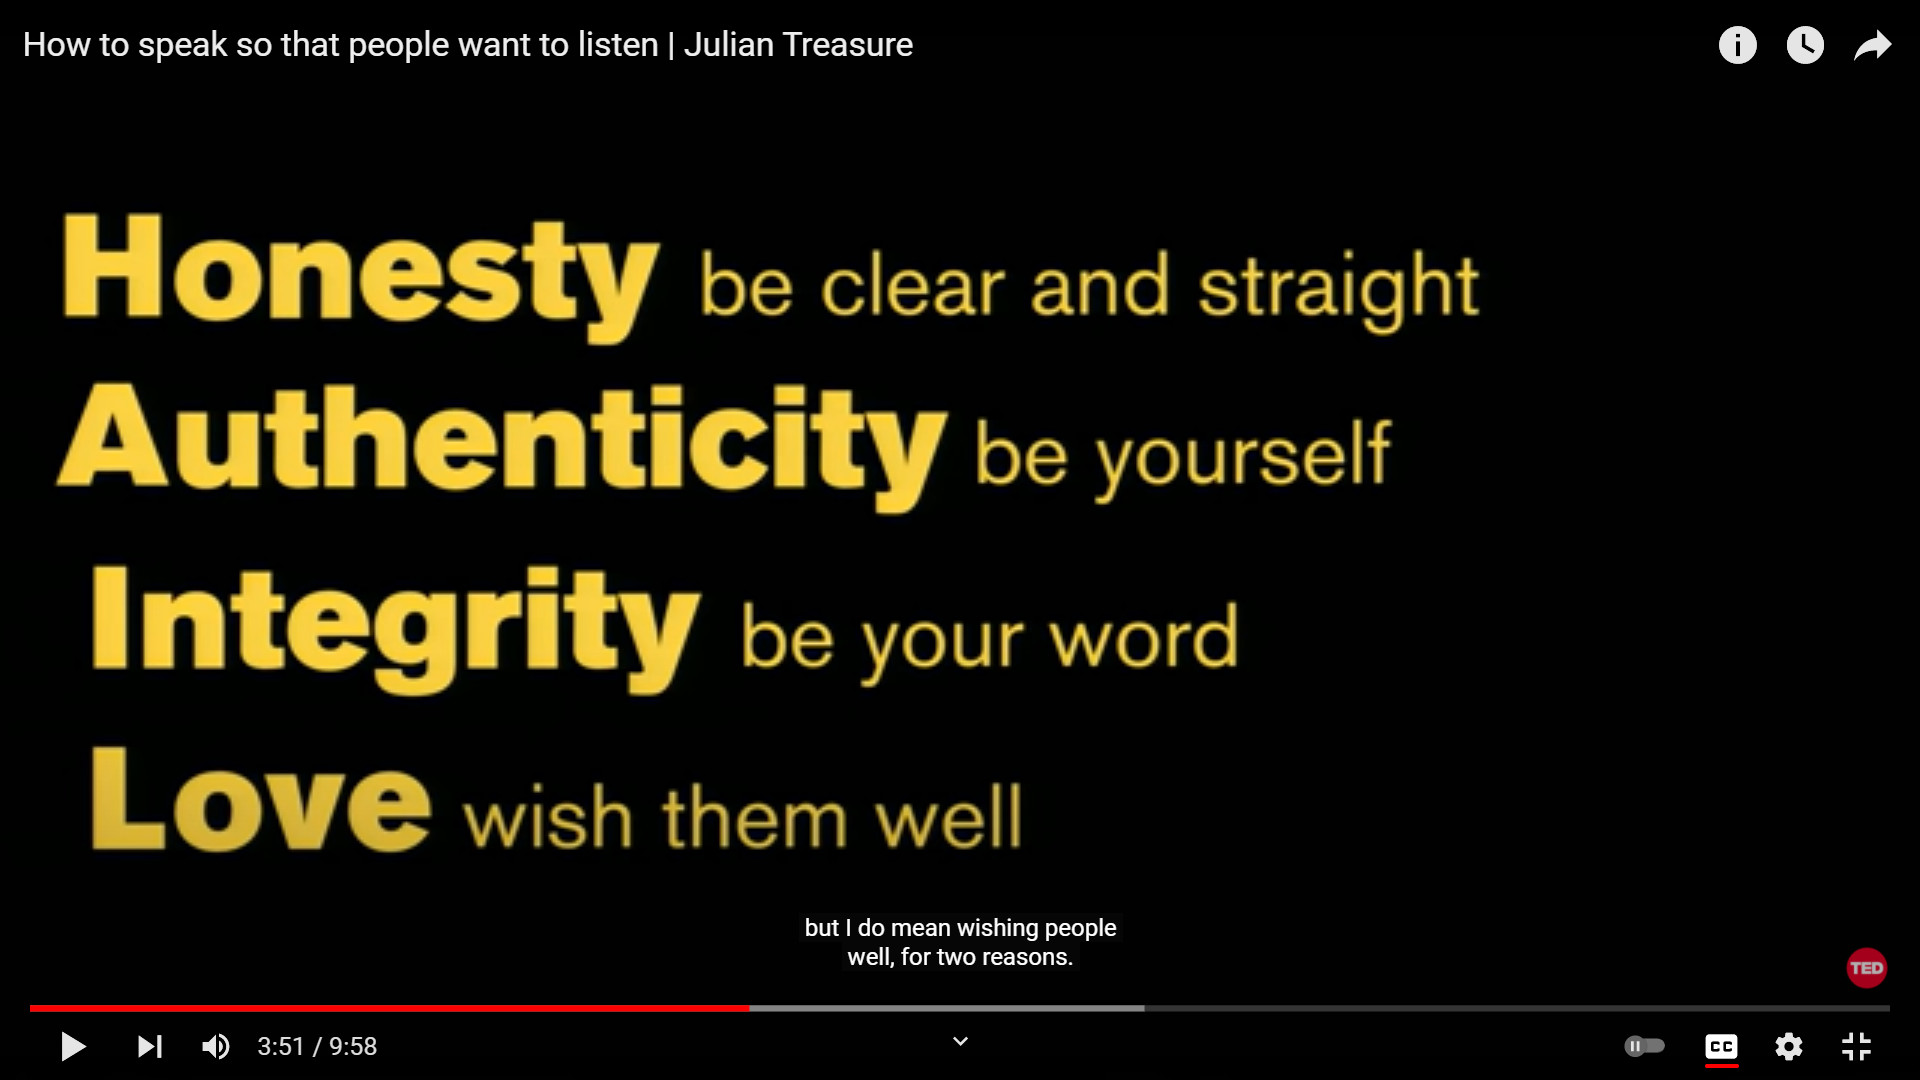 How to speak so that people want to listen | Julian Treasure
Honesty be clear and straight
Authenticity be yourself
Integrity be your word
Love wish them well
but I do mean wishing people
well, for two reasons.
TED
3:51 / 9:58
CC